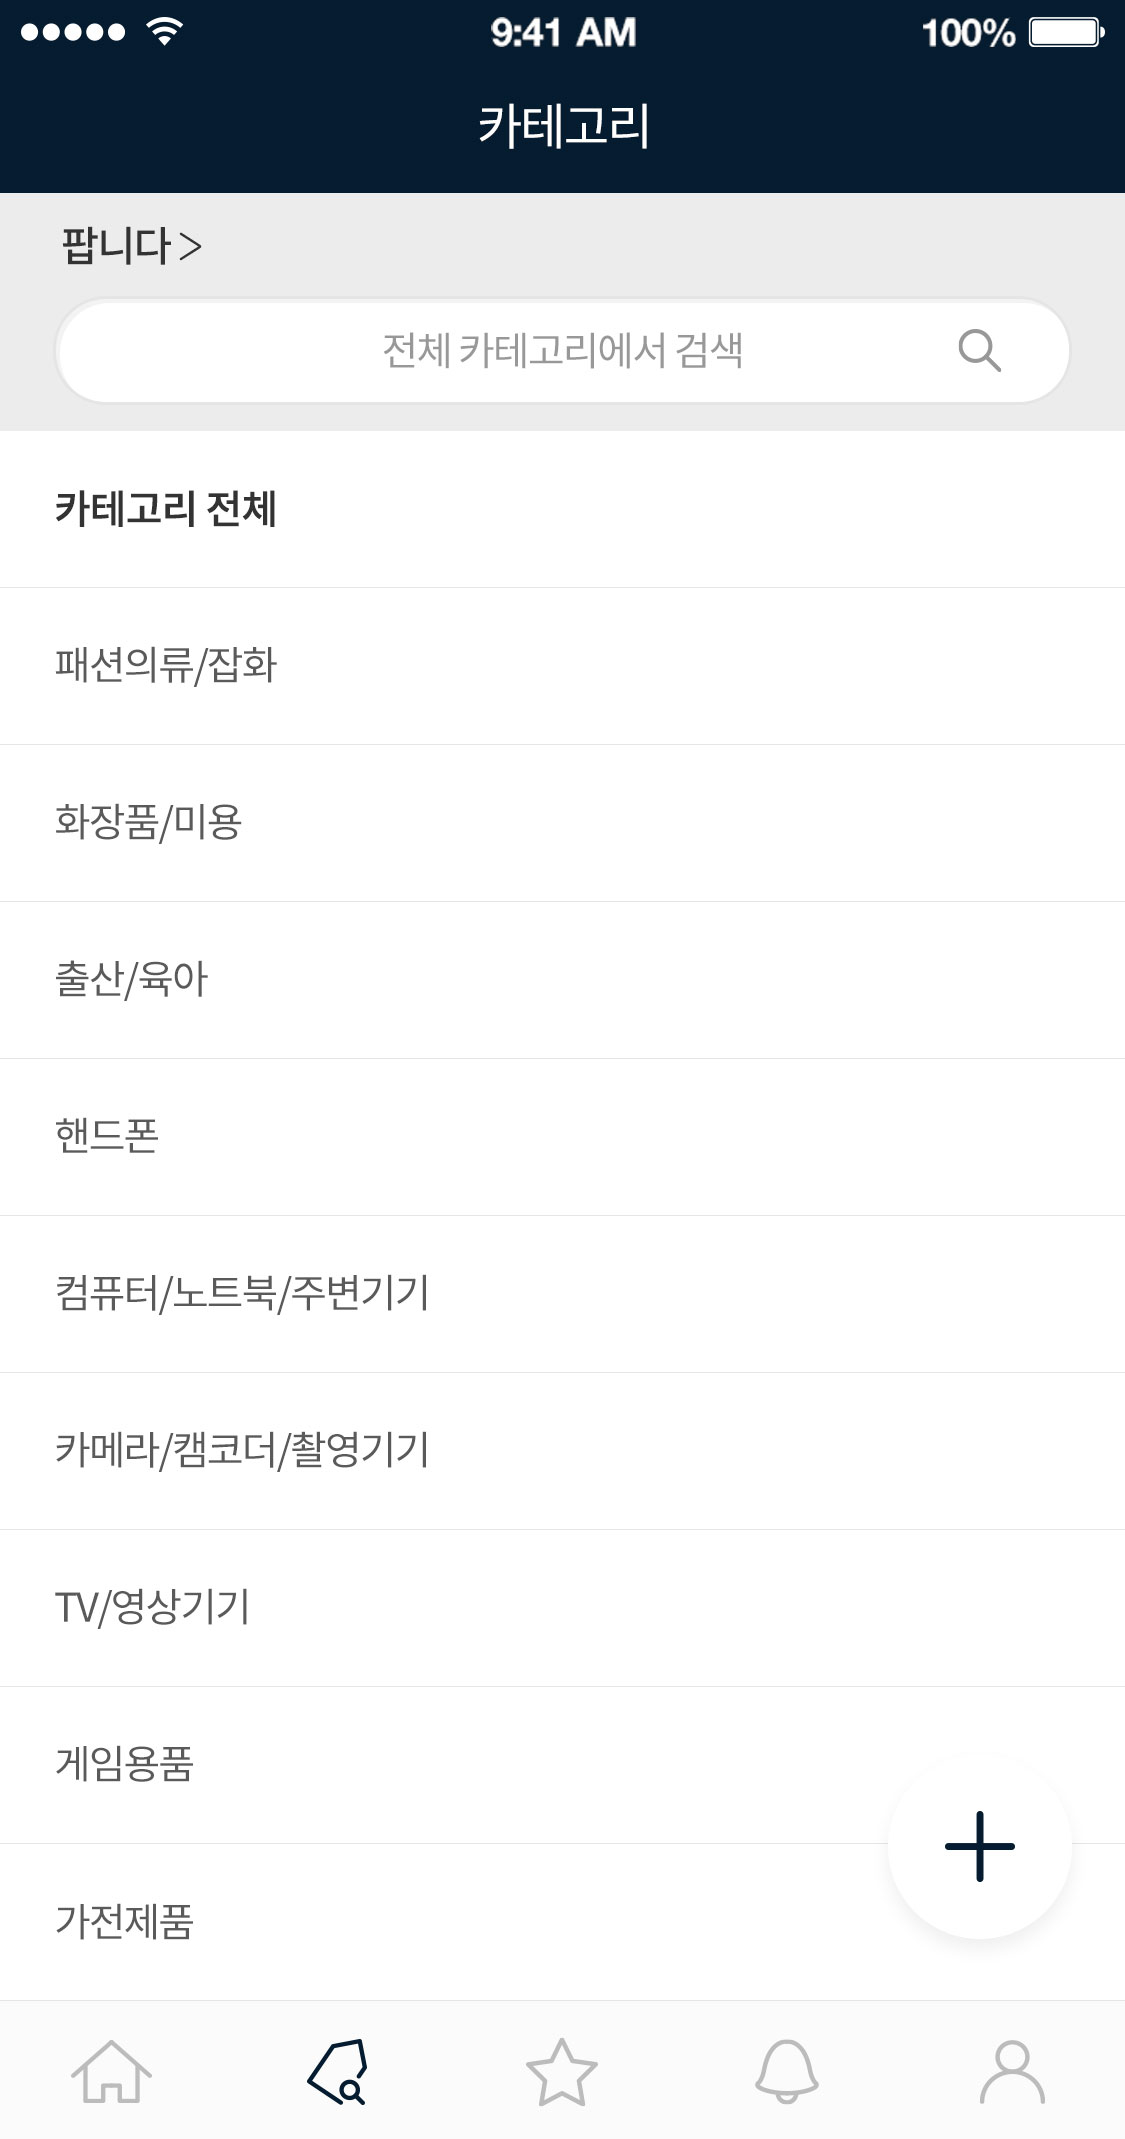 9:41 AM 100%
카테고리
팝니다 >
전체 카테고리에서 검색
카테고리 전체
패션의류/잡화
화장품/미용
출산/육아
핸드폰
컴퓨터/노트북/주변기기
카메라/캠코더/촬영기기
TV/영상기기
게임용품
가전제품